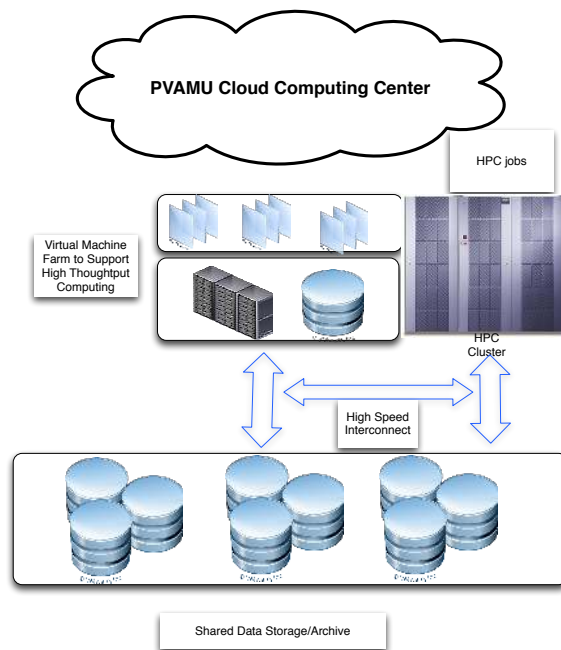 PVAMU Cloud Computing Center
HPC jobs
Virtual Machine
Farm to Support
High Thoughtput
Computing
HPC
Cluster
High Speed
Interconnect
Shared Data Storage/Archive